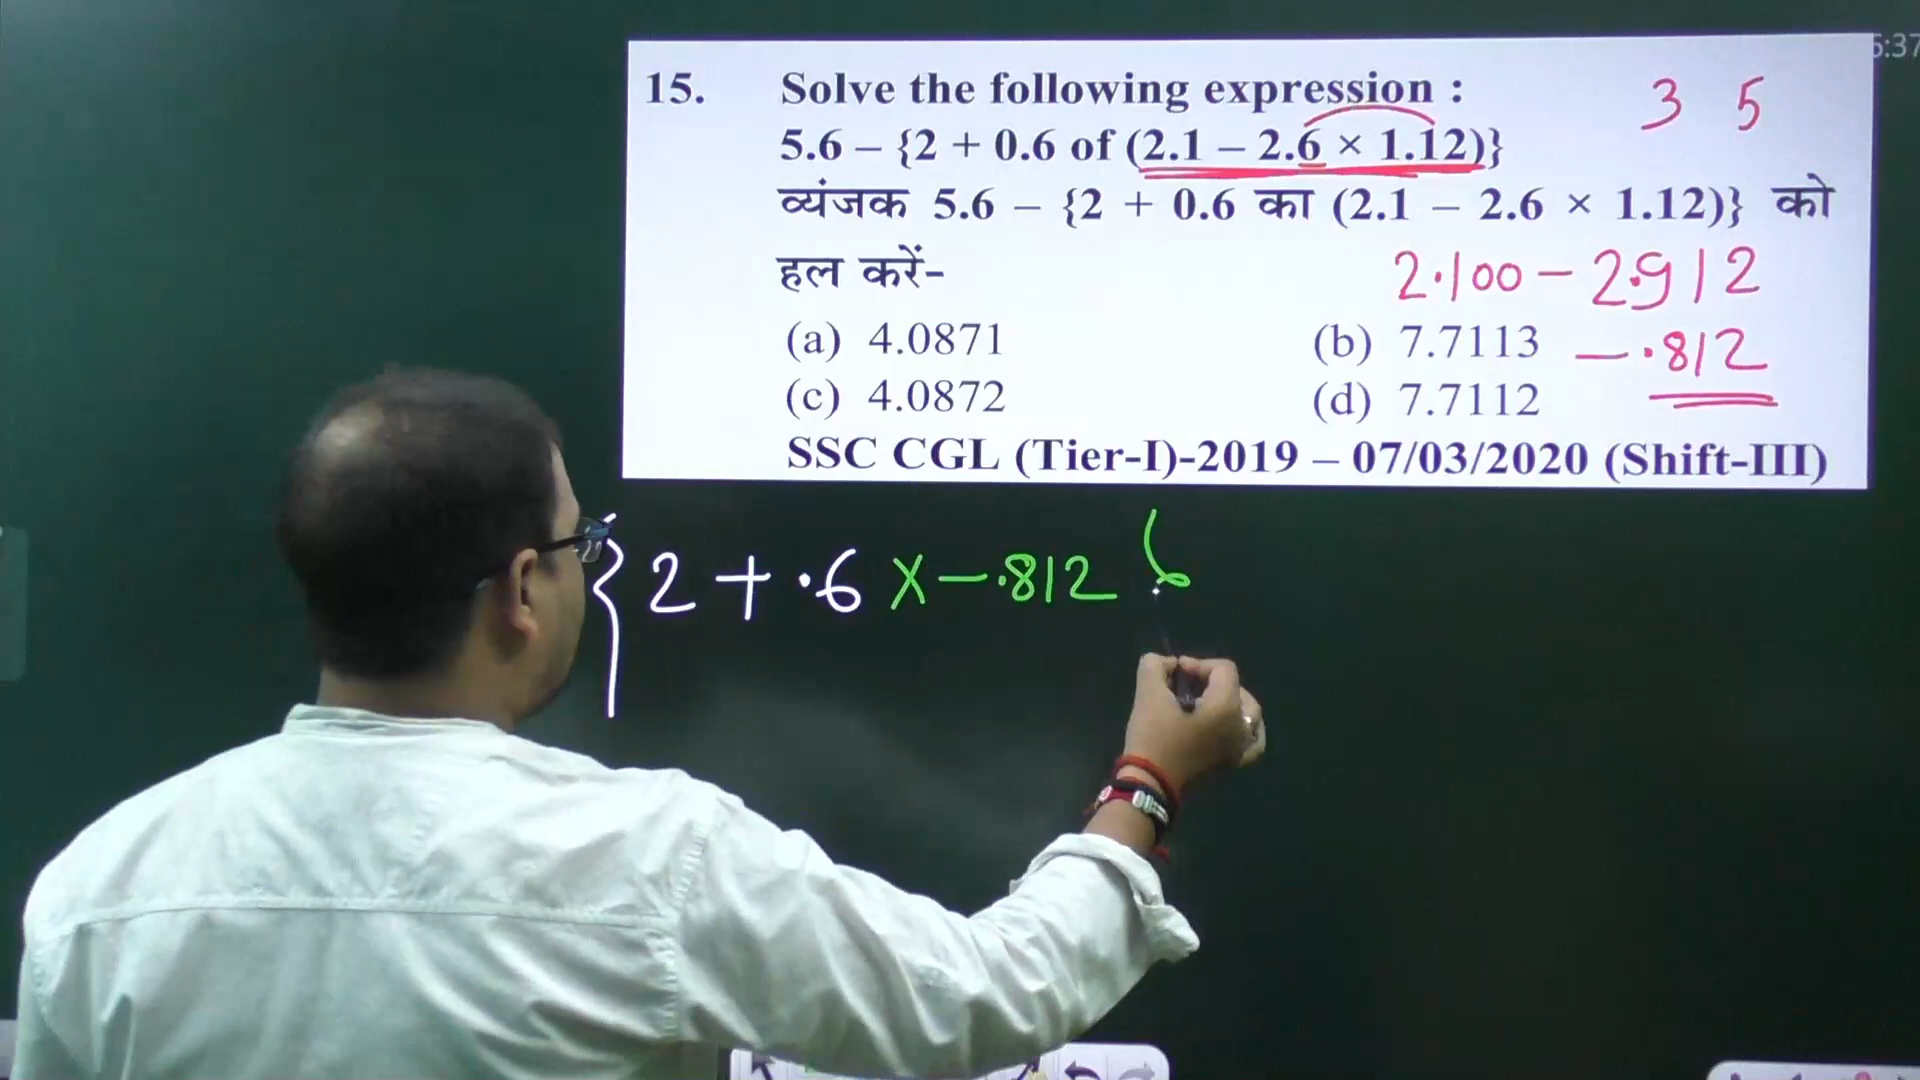 15. Solve the following expression :
5.6 – {2 + 0.6 of (2.1 – 2.6 × 1.12)}
व्यंजक 5.6 – {2 + 0.6 का (2.1 – 2.6 × 1.12)} को
हल करें-
(a) 4.0871 (b) 7.7113
(c) 4.0872 (d) 7.7112
SSC CGL (Tier-I)-2019 – 07/03/2020 (Shift-III)
3 5
2.100 – 2.912
– .812
{2 + .6 × – .812